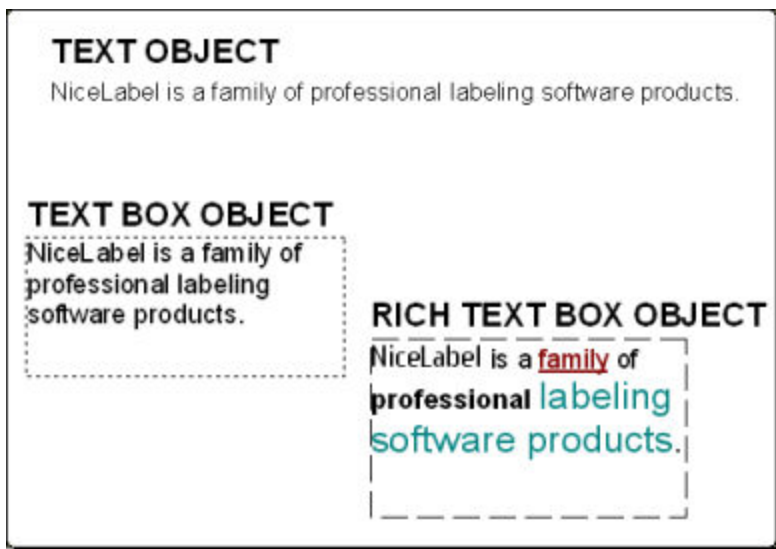 TEXT OBJECT
NiceLabel is a family of professional labeling software products.
TEXT BOX OBJECT
NiceLabel is a family of
professional labeling
software products.
RICH TEXT BOX OBJECT
NiceLabel is a family of
professional labeling
software products.